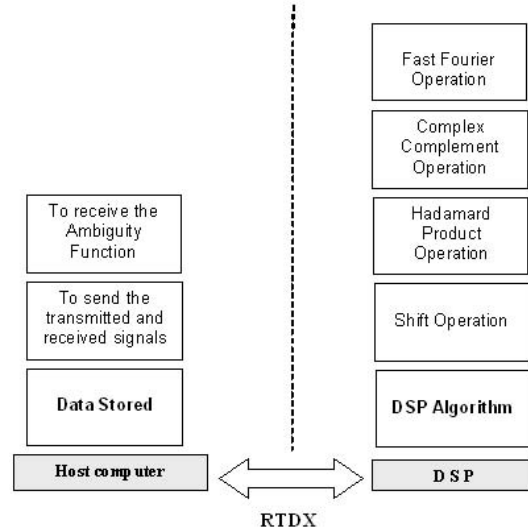 To receive the
Ambiguity
Function
To send the
transmitted and
received signals
Data Stored
Host computer
Fast Fourier
Operation
Complex
Complement
Operation
Hadamard
Product
Operation
Shift Operation
DSP Algorithm
DSP
RTDX